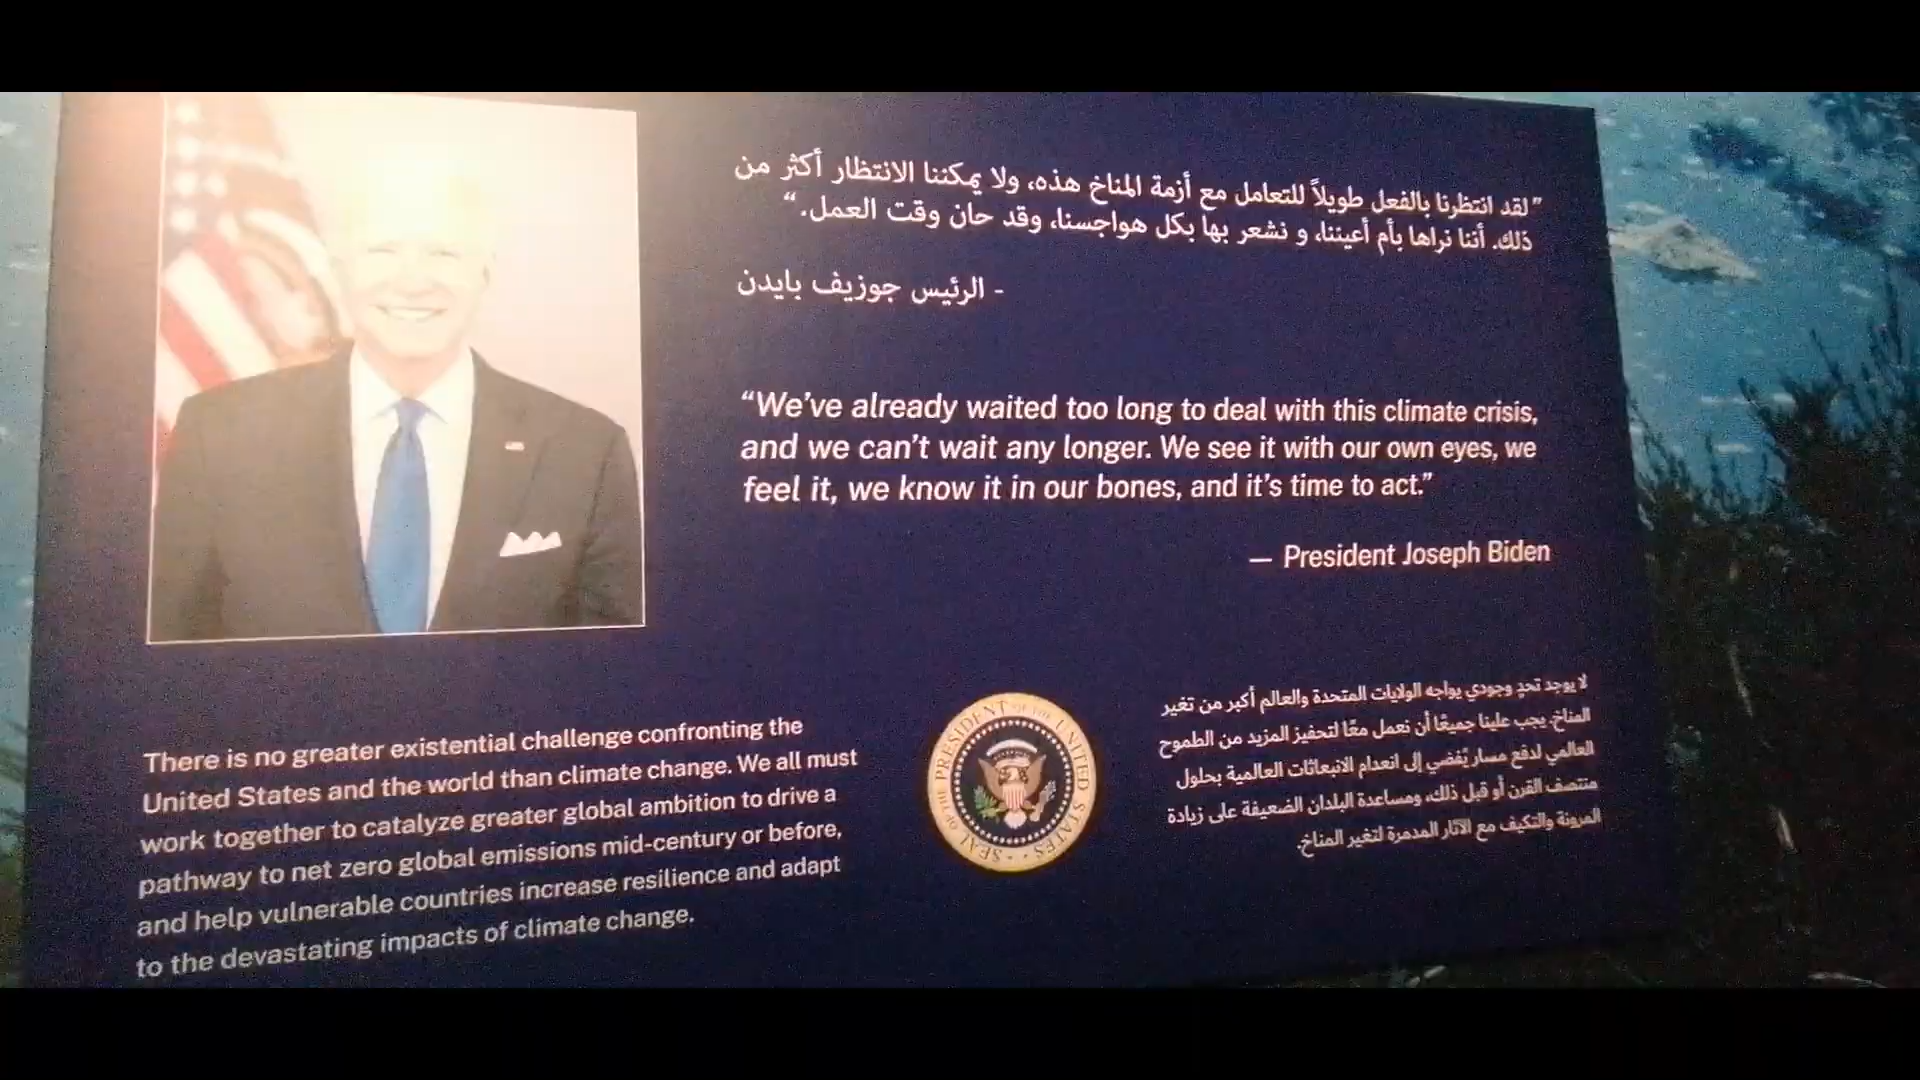 ”لقد انتظرنا بالفعل طويلاً للتعامل مع أزمة المناخ هذه، ولا يمكننا الانتظار أكثر من
ذلك. أننا نراها بأم أعيننا، و نشعر بها بكل هواجسنا، وقد حان وقت العمل.“
- الرئيس جوزيف بايدن
“We’ve already waited too long to deal with this climate crisis,
and we can’t wait any longer. We see it with our own eyes, we
feel it, we know it in our bones, and it’s time to act.”
— President Joseph Biden
There is no greater existential challenge confronting the
United States and the world than climate change. We all must
work together to catalyze greater global ambition to drive a
pathway to net zero global emissions mid-century or before,
and help vulnerable countries increase resilience and adapt
to the devastating impacts of climate change.
SEAL OF THE PRESIDENT OF THE UNITED STATES
لا يوجد تحدٍ وجودي يواجه الولايات المتحدة والعالم أكبر من تغير
المناخ. يجب علينا جميعًا أن نعمل معًا لتحفيز المزيد من الطموح
العالمي لدفع مسار يُفضي إلى انعدام الانبعاثات العالمية بحلول
منتصف القرن أو قبل ذلك، ومساعدة البلدان الضعيفة على زيادة
المرونة والتكيف مع الآثار المدمرة لتغير المناخ.